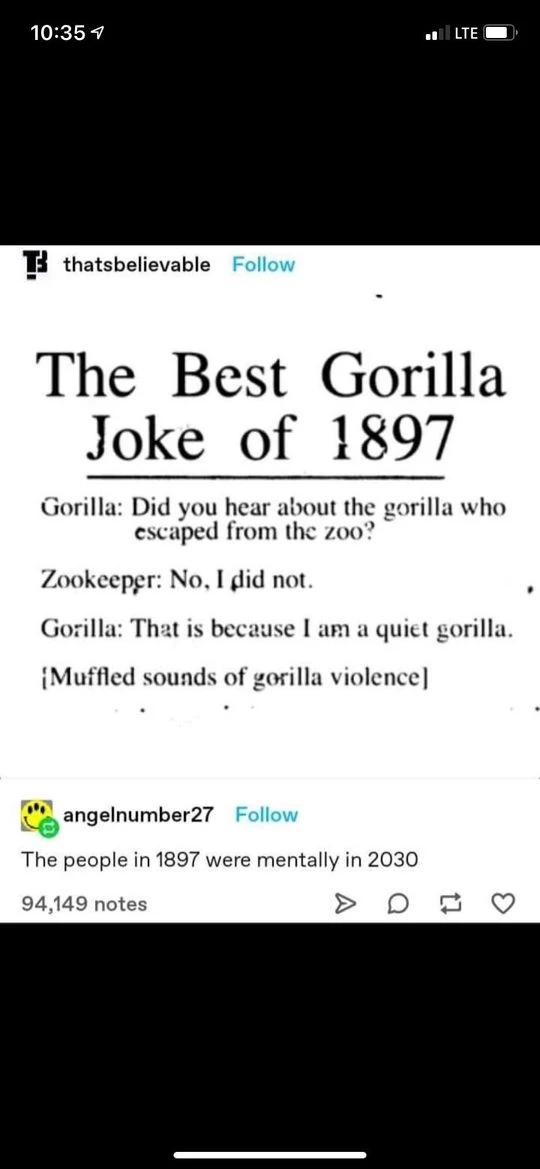 10:35
LTE
thatsbelievable Follow
The Best Gorilla
Joke of 1897
Gorilla: Did you hear about the gorilla who
escaped from the zoo?
Zookeeper: No, I did not.
Gorilla: That is because I am a quiet gorilla.
[Muffled sounds of gorilla violence]
angelnumber27 Follow
The people in 1897 were mentally in 2030
94,149 notes